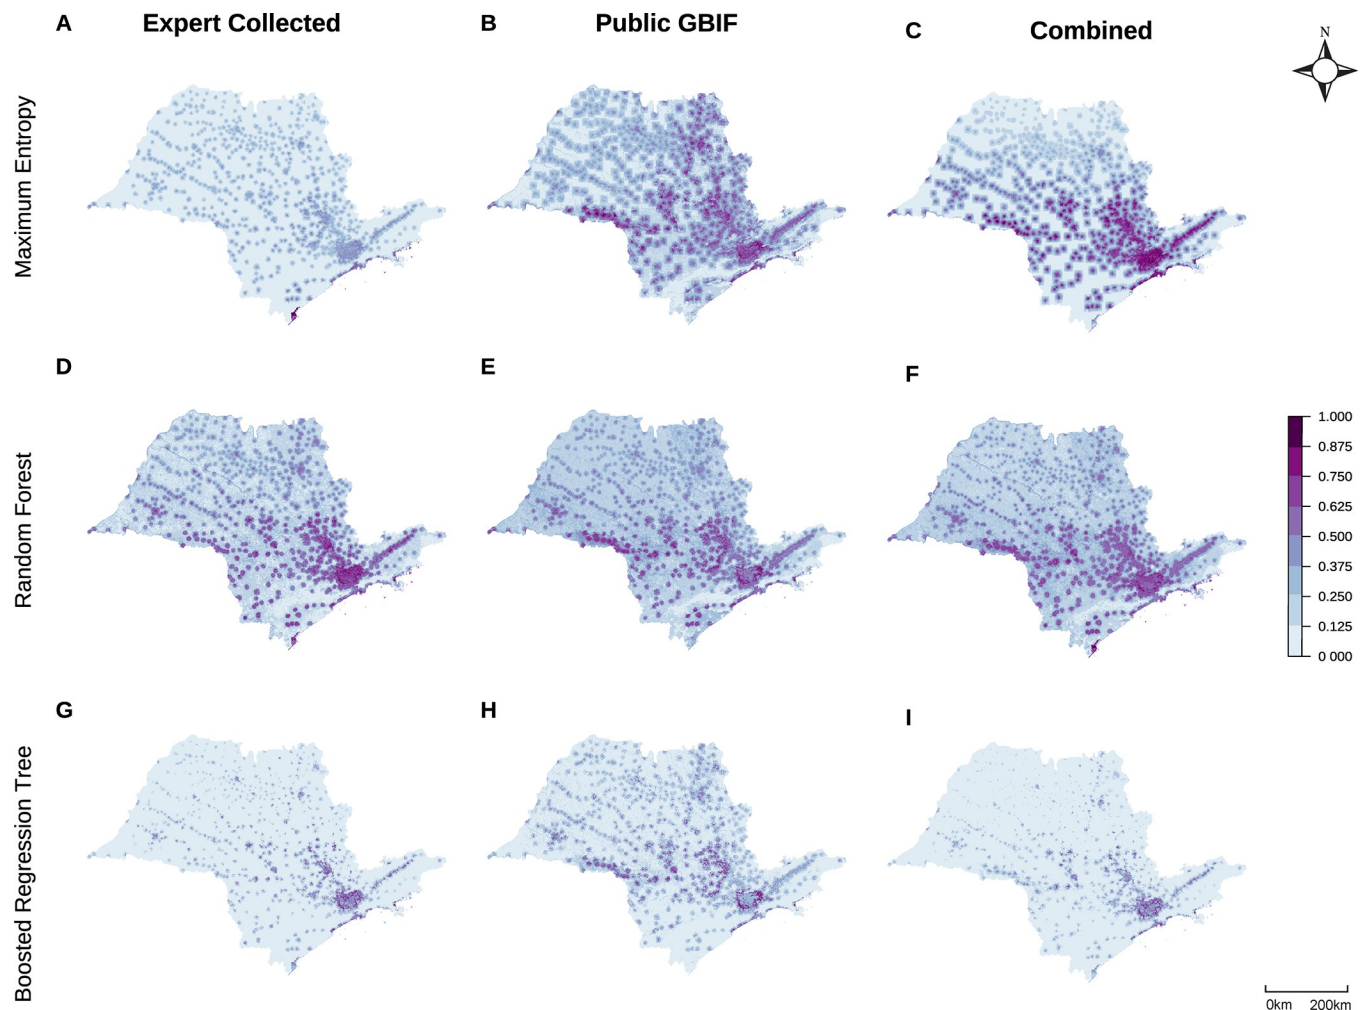 A Expert Collected B Public GBIF C Combined
N
Maximum Entropy
D E F
Random Forest
1.000
0.875
0.750
0.625
0.500
0.375
0.250
0.125
0 000
G H I
Boosted Regression Tree
0km 200km